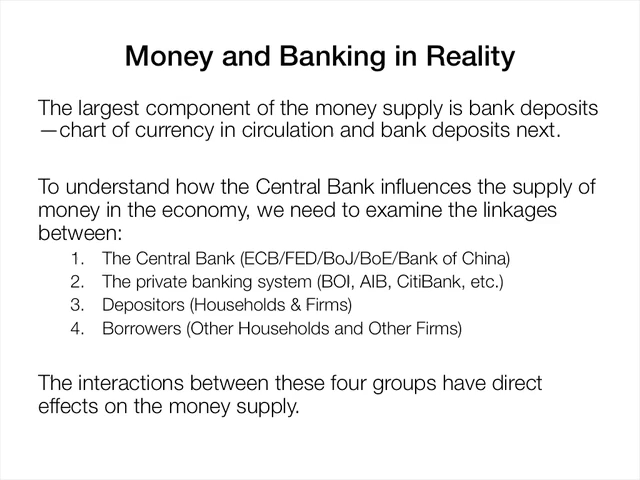 Money and Banking in Reality
The largest component of the money supply is bank deposits
—chart of currency in circulation and bank deposits next.
To understand how the Central Bank influences the supply of
money in the economy, we need to examine the linkages
between:
1. The Central Bank (ECB/FED/BoJ/BoE/Bank of China)
2. The private banking system (BOI, AIB, CitiBank, etc.)
3. Depositors (Households & Firms)
4. Borrowers (Other Households and Other Firms)
The interactions between these four groups have direct
effects on the money supply.